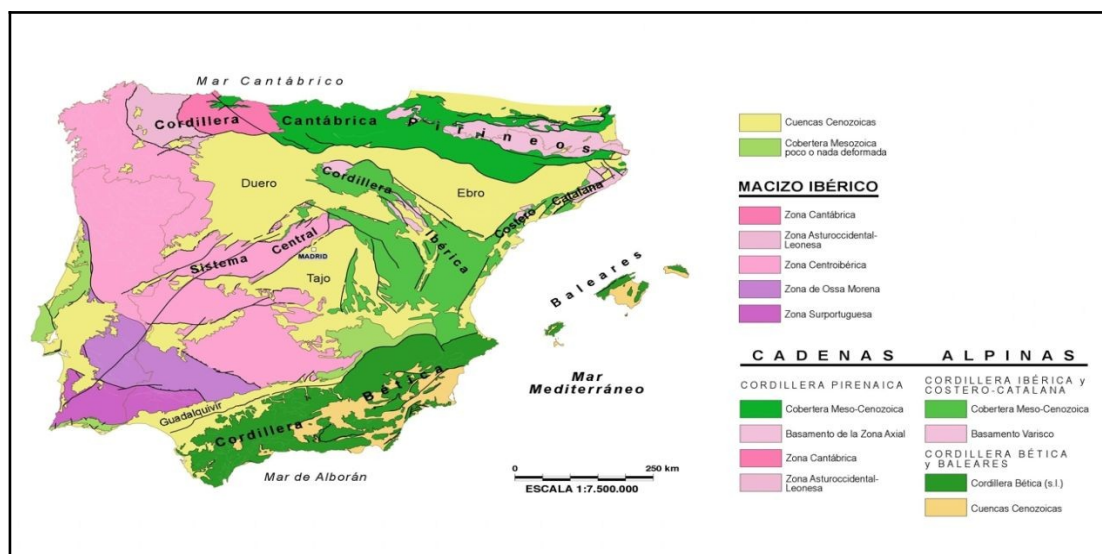 Mar Cantábrico
Cordillera Cantábrica Pirineos
Duero
Cordillera Ibérica
Ebro
Costero Catalana
Sistema Central
MADRID
Tajo
Baleares
Mar
Mediterráneo
Guadalquivir
Cordillera Bética
Mar de Alborán
0 250 km
ESCALA 1:7.500.000
Cuencas Cenozoicas
Cobertera Mesozoica
poco o nada deformada
MACIZO IBÉRICO
Zona Cantábrica
Zona Asturoccidental-
Leonesa
Zona Centroibérica
Zona de Ossa Morena
Zona Surportuguesa
CADENAS ALPINAS
CORDILLERA PIRENAICA
Cobertera Meso-Cenozoica
Basamento de la Zona Axial
Zona Cantábrica
Zona Asturoccidental-
Leonesa
CORDILLERA IBÉRICA y
COSTERO-CATALANA
Cobertera Meso-Cenozoica
Basamento Varisco
CORDILLERA BÉTICA
y BALEARES
Cordillera Bética (s.l.)
Cuencas Cenozoicas